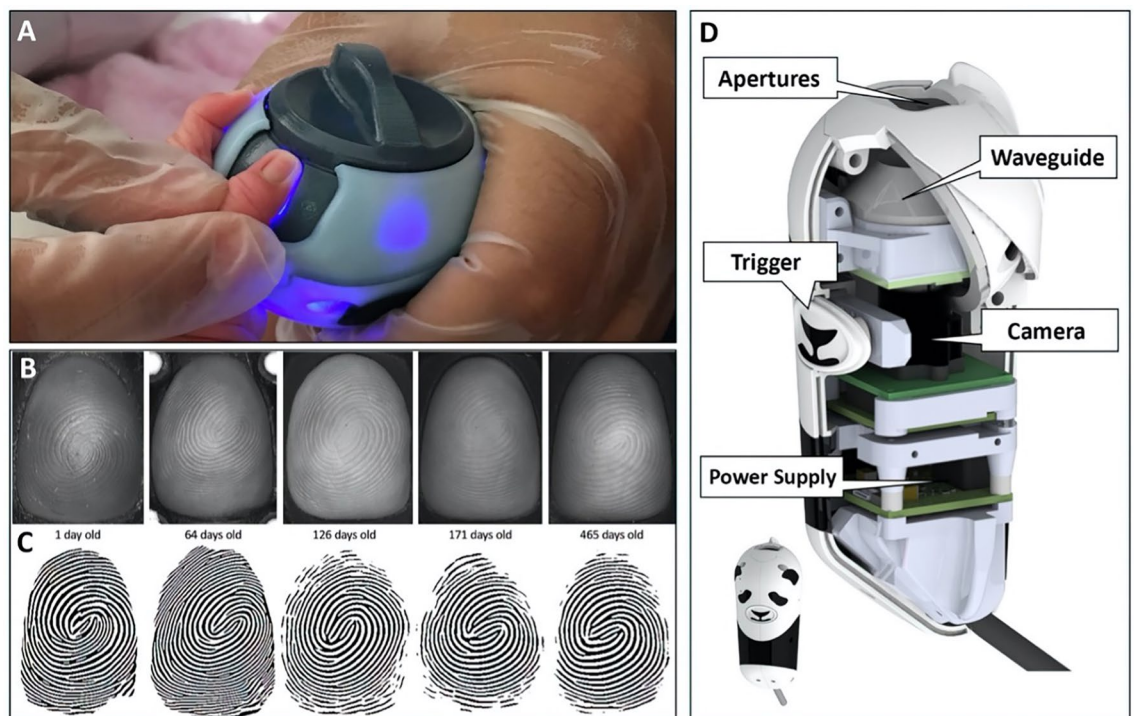 A
B
1 day old
64 days old
126 days old
171 days old
465 days old
C
D
Apertures
Waveguide
Trigger
Camera
Power Supply